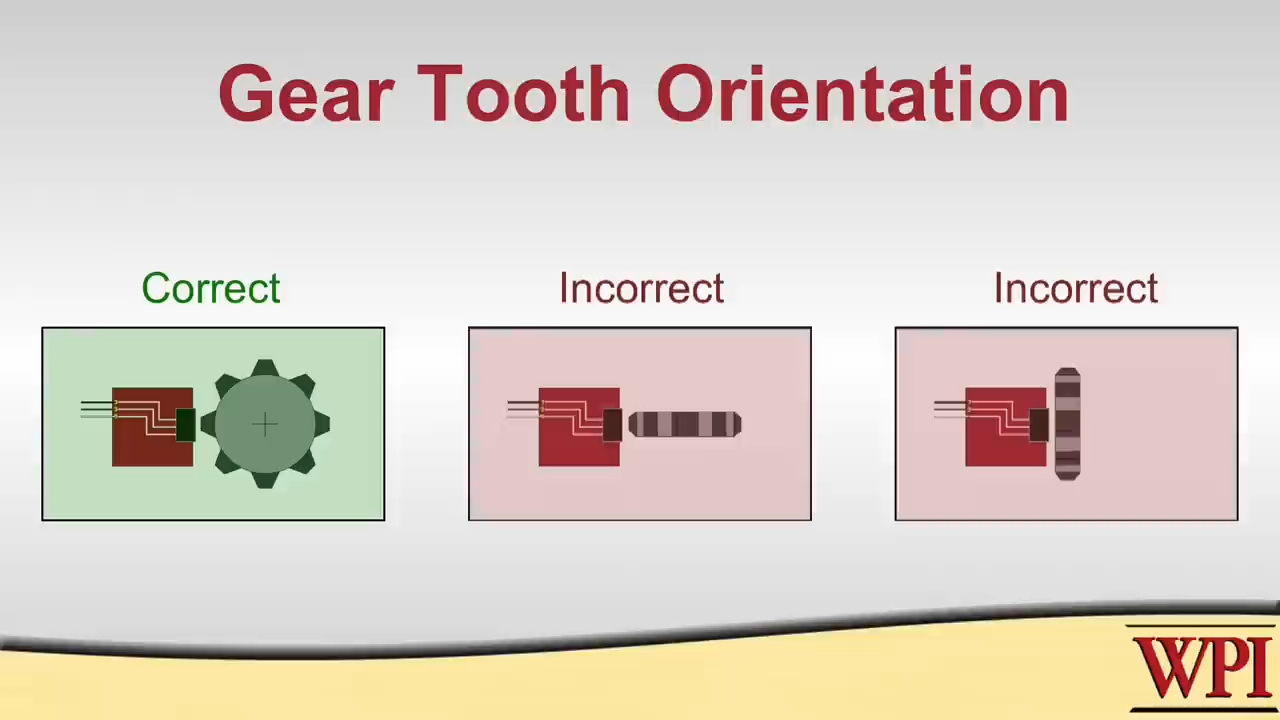 Gear Tooth Orientation
Correct
Incorrect
Incorrect
WPI